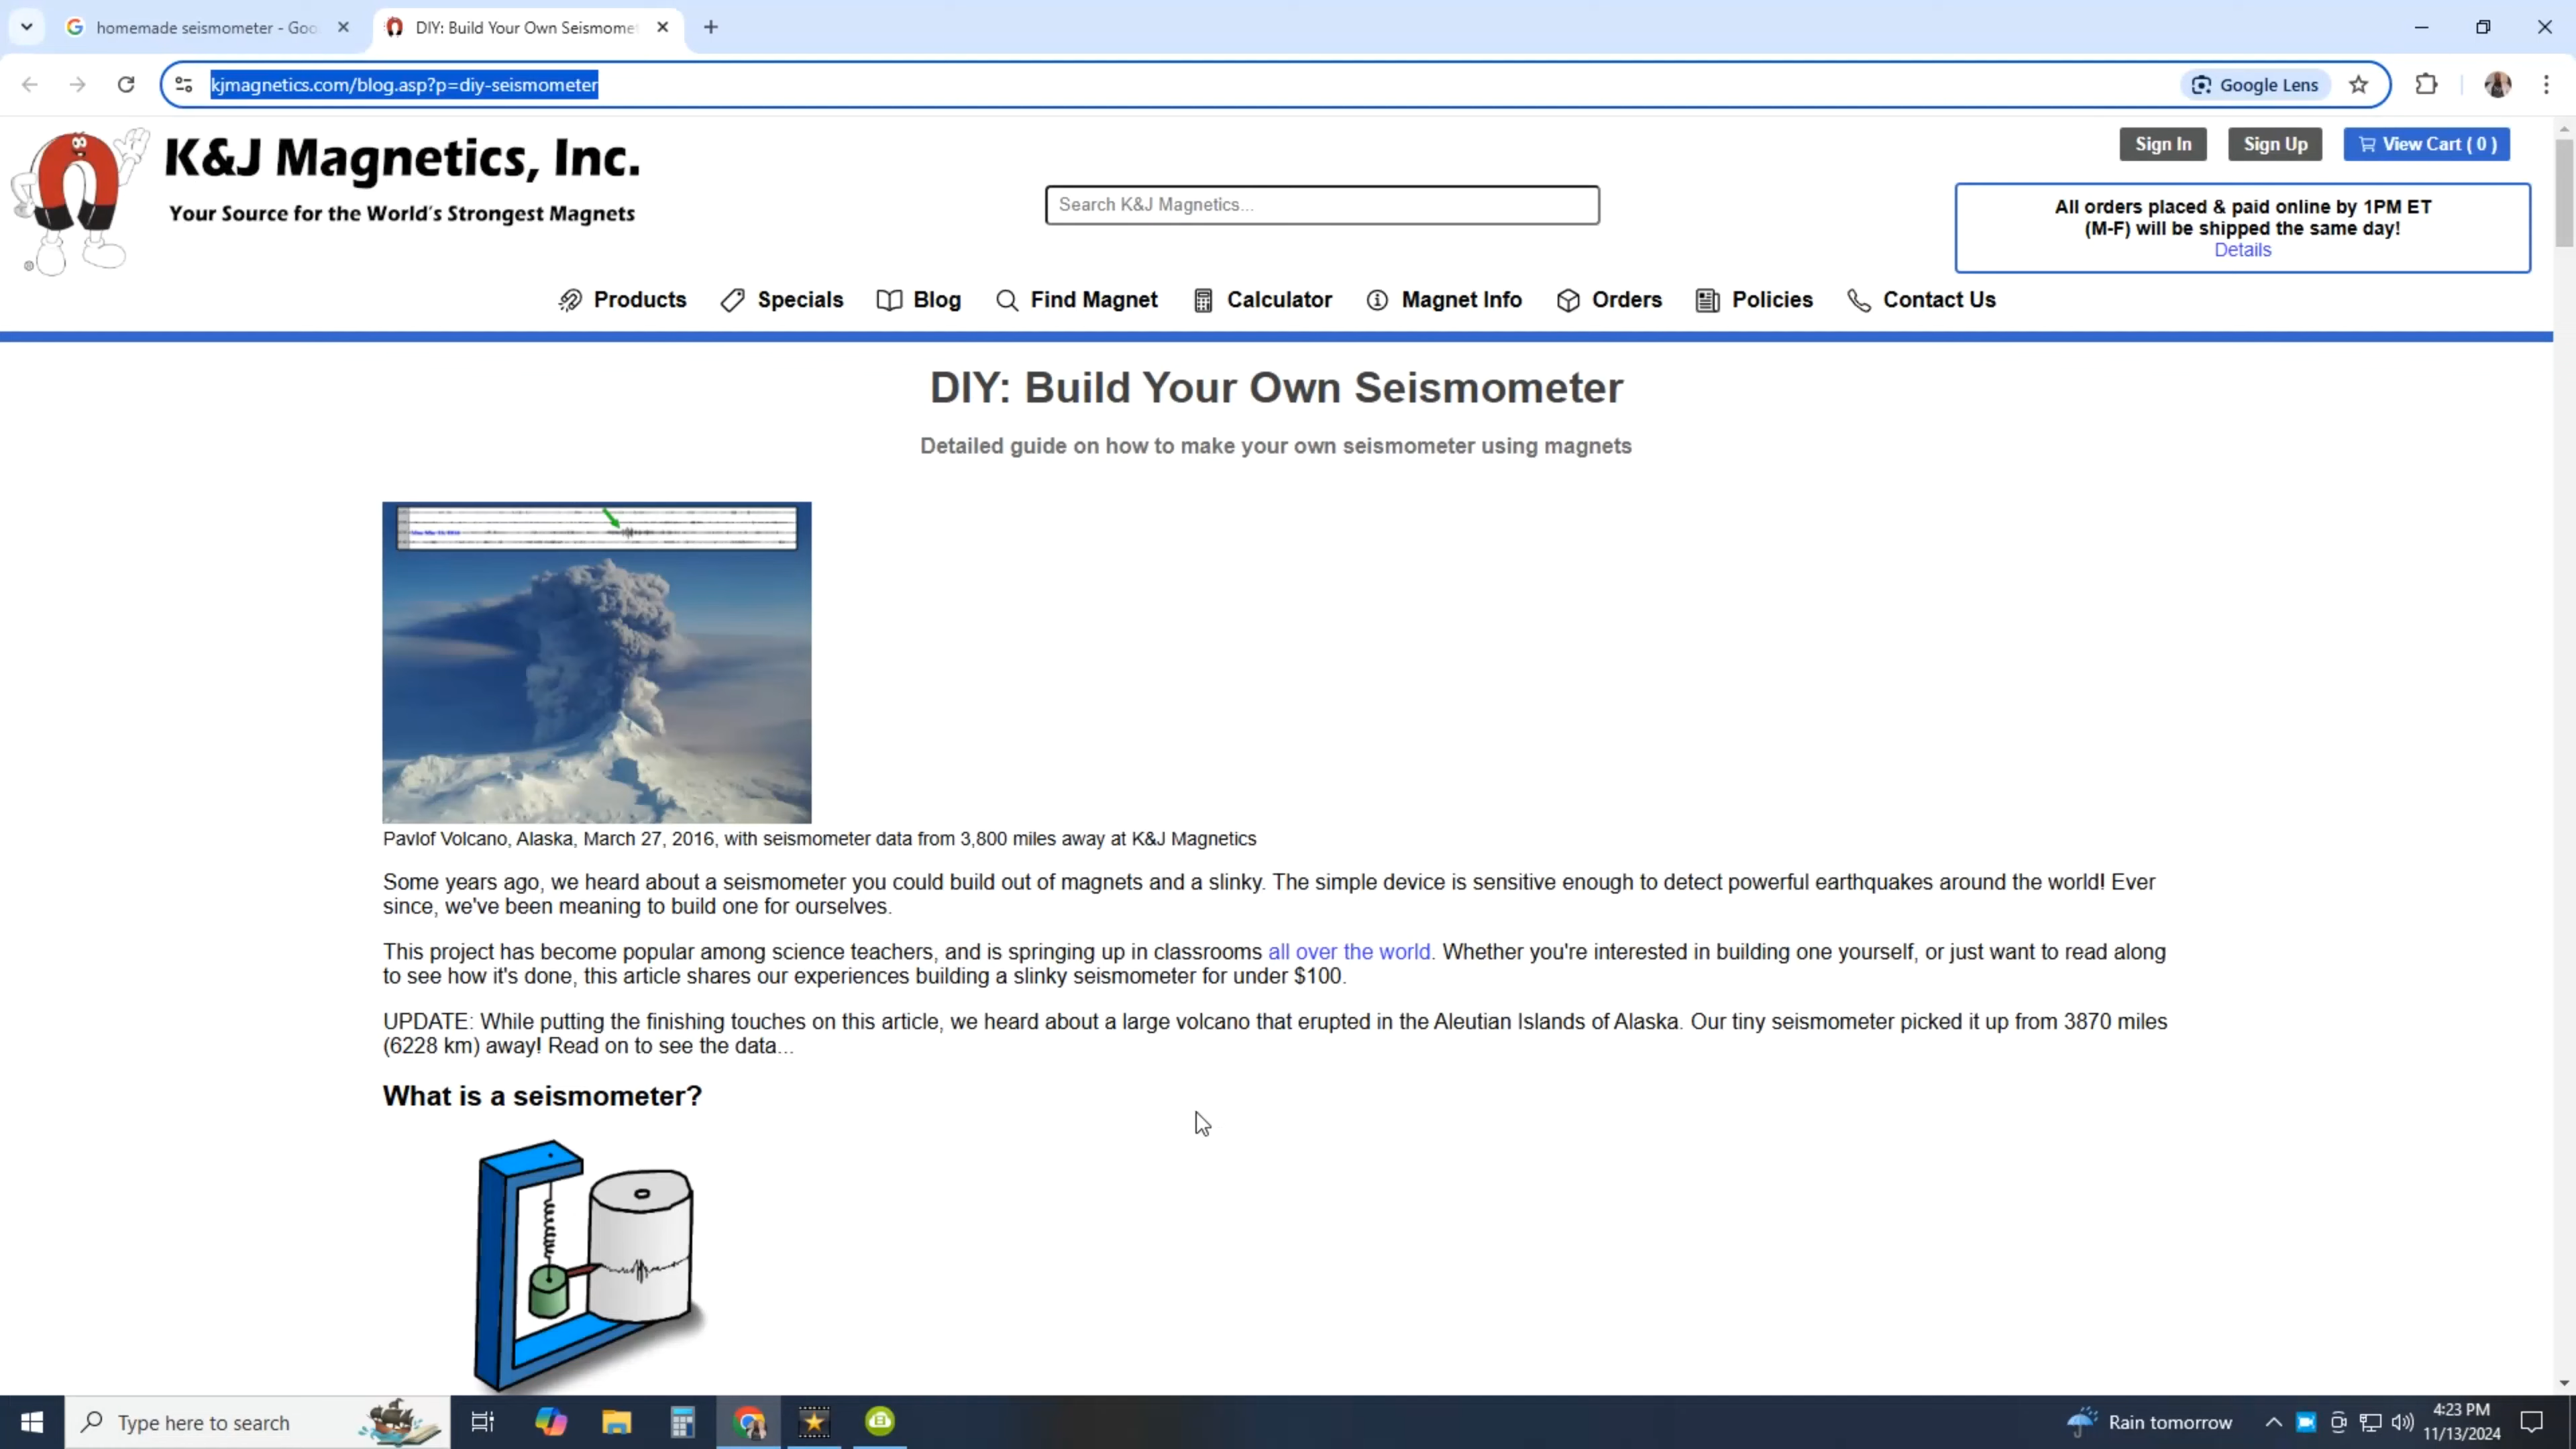 homemade seismometer - Goo
DIY: Build Your Own Seismomet
kjmagnetics.com/blog.asp?p=diy-seismometer
Google Lens
K&J Magnetics, Inc.
Your Source for the World's Strongest Magnets
®
Search K&J Magnetics...
Sign In
Sign Up
View Cart ( 0 )
All orders placed & paid online by 1PM ET
(M-F) will be shipped the same day!
Details
Products
Specials
Blog
Find Magnet
Calculator
Magnet Info
Orders
Policies
Contact Us
DIY: Build Your Own Seismometer
Detailed guide on how to make your own seismometer using magnets
Pavlof Volcano, Alaska, March 27, 2016, with seismometer data from 3,800 miles away at K&J Magnetics
Some years ago, we heard about a seismometer you could build out of magnets and a slinky. The simple device is sensitive enough to detect powerful earthquakes around the world! Ever
since, we've been meaning to build one for ourselves.
This project has become popular among science teachers, and is springing up in classrooms all over the world. Whether you're interested in building one yourself, or just want to read along
to see how it's done, this article shares our experiences building a slinky seismometer for under $100.
UPDATE: While putting the finishing touches on this article, we heard about a large volcano that erupted in the Aleutian Islands of Alaska. Our tiny seismometer picked it up from 3870 miles
(6228 km) away! Read on to see the data...
What is a seismometer?
Type here to search
Rain tomorrow
4:23 PM
11/13/2024